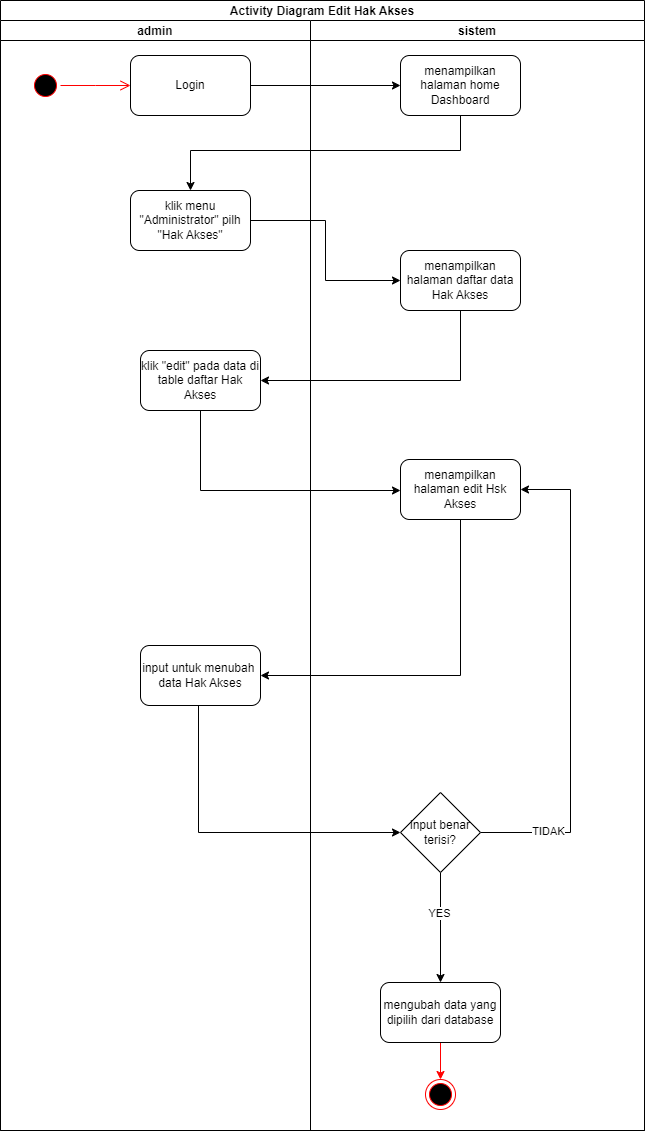 Activity Diagram Edit Hak Akses
admin
sistem
Login
menampilkan
halaman home
Dashboard
klik menu
"Administrator" pilh
"Hak Akses"
menampilkan
halaman daftar data
Hak Akses
klik "edit" pada data di
table daftar Hak
Akses
menampilkan
halaman edit Hsk
Akses
input untuk menubah
data Hak Akses
input benar
terisi?
TIDAK
YES
mengubah data yang
dipilih dari database